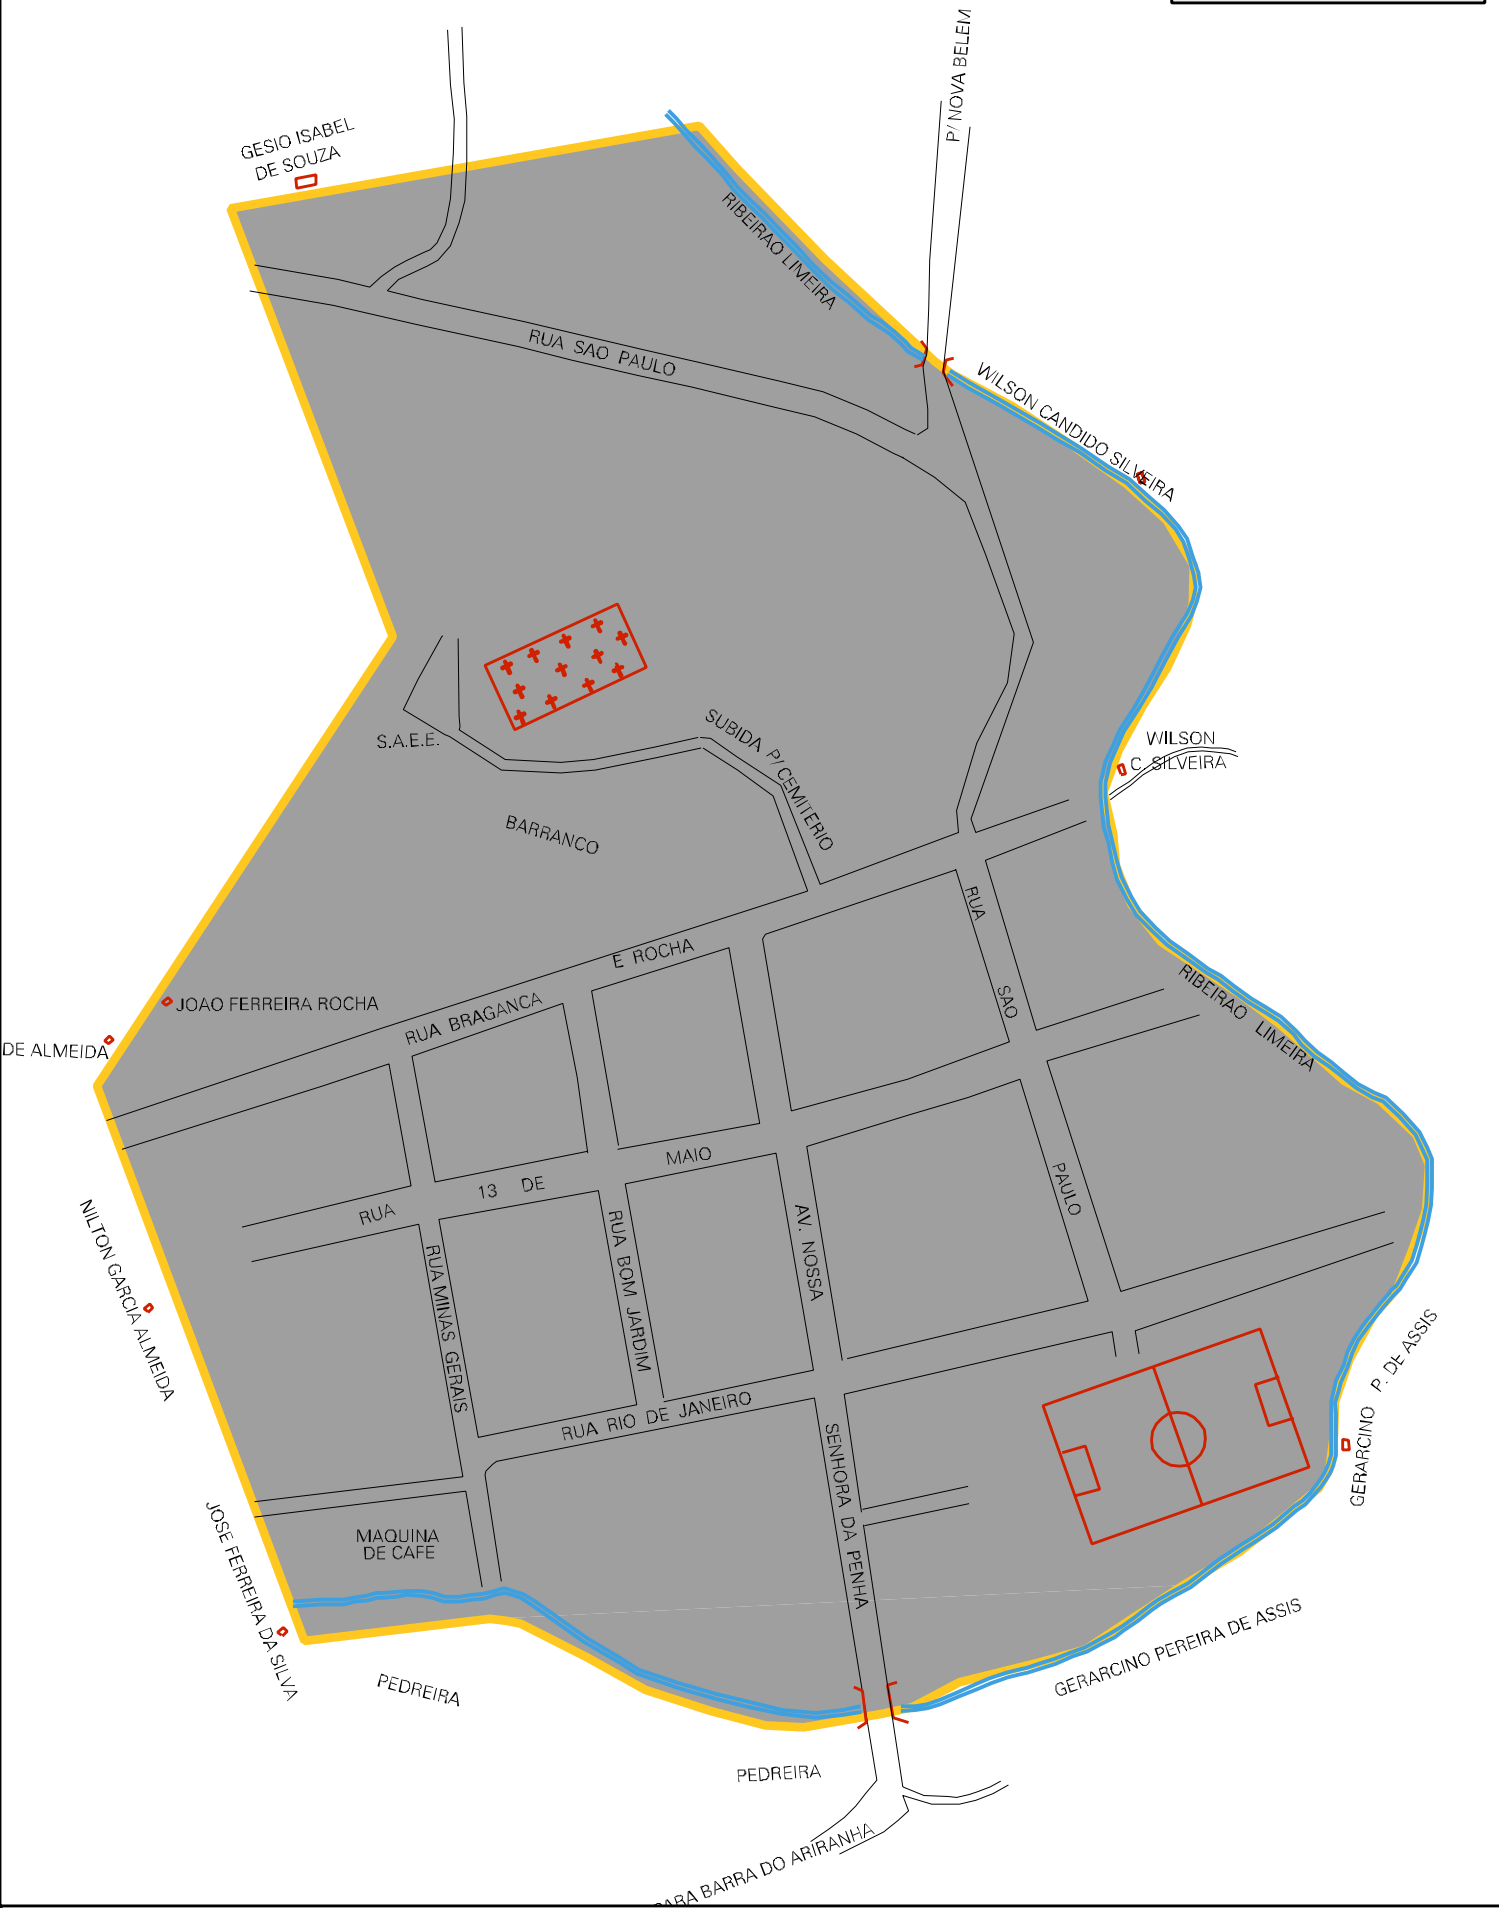 P/ NOVA BELEM
GESIO ISABEL
DE SOUZA
RIBEIRAO LIMEIRA
RUA SAO PAULO
WILSON CANDIDO SILVEIRA
SUBIDA P/ CEMITERIO
S.A.E.E.
WILSON
C. SILVEIRA
BARRANCO
RUA SAO PAULO
E ROCHA
RUA BRAGANCA
RIBEIRAO LIMEIRA
JOAO FERREIRA ROCHA
DE ALMEIDA
MAIO
13 DE
RUA
NILTON GARCIA ALMEIDA
RUA MINAS GERAIS
RUA BOM JARDIM
AV. NOSSA
SENHORA DA PENHA
RUA RIO DE JANEIRO
GERARCINO P. DE ASSIS
MAQUINA
DE CAFE
JOSE FERREIRA DA SILVA
GERARCINO PEREIRA DE ASSIS
PEDREIRA
PEDREIRA
BARRA DO ARIRANHA